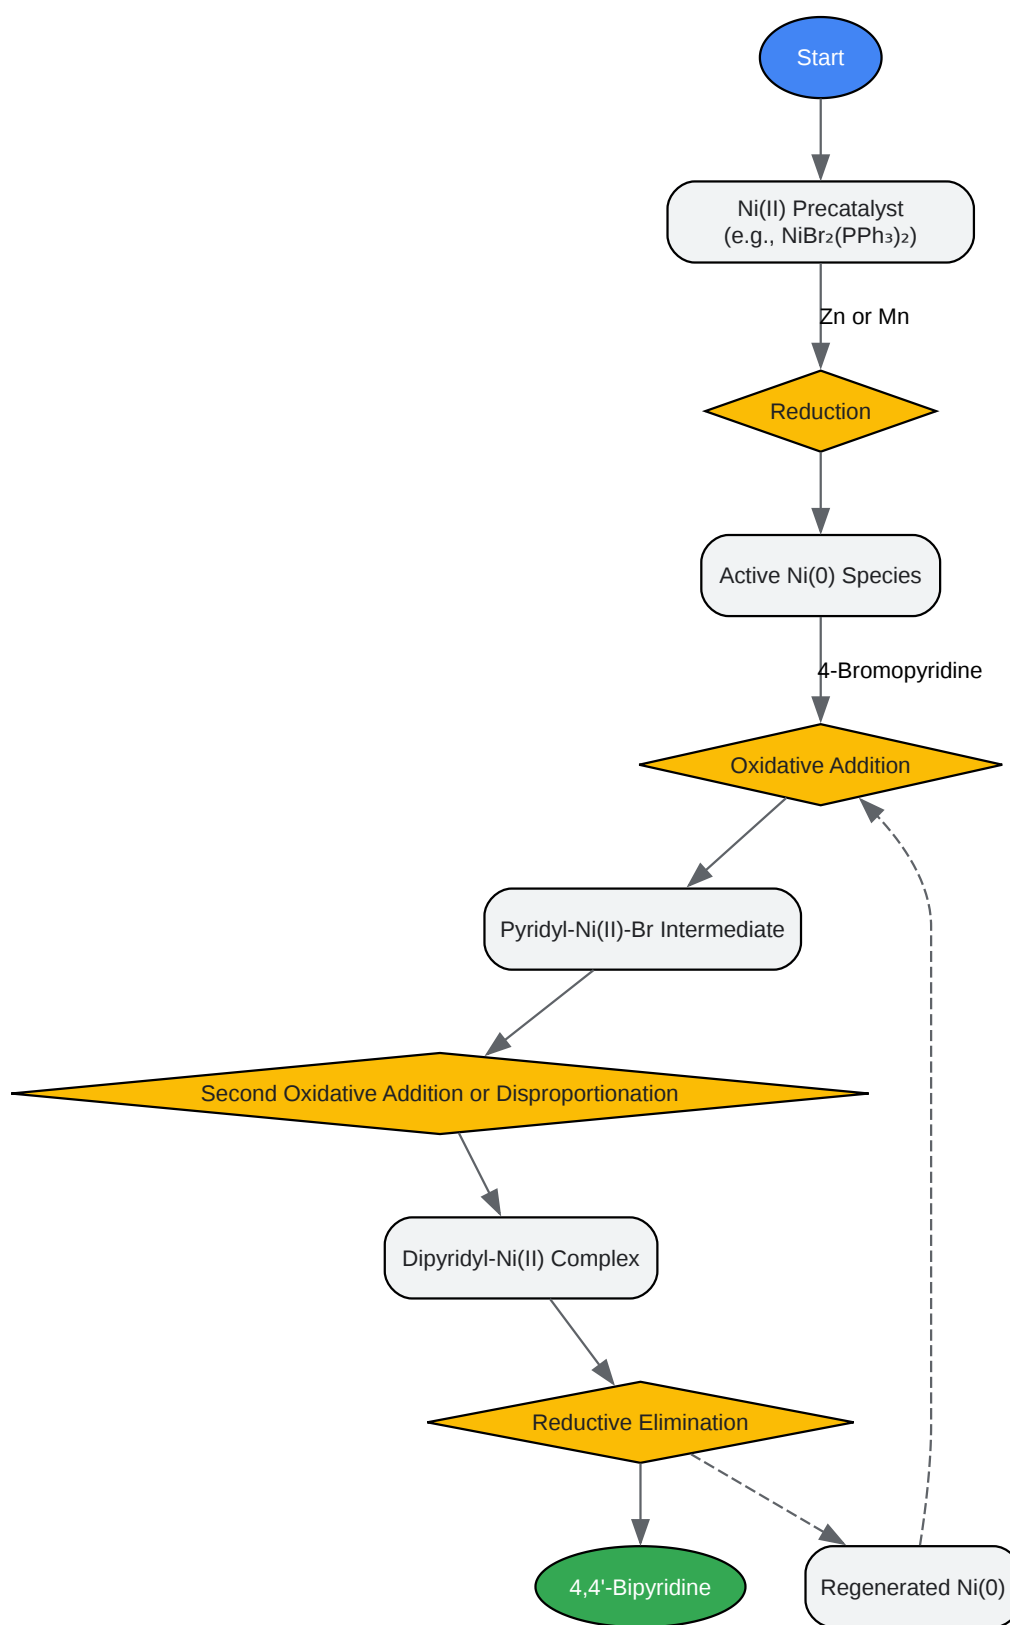 Start
Ni(II) Precatalyst
(e.g., NiBr₂(PPh₃)₂)
Zn or Mn
Reduction
Active Ni(0) Species
4-Bromopyridine
Oxidative Addition
Pyridyl-Ni(II)-Br Intermediate
Second Oxidative Addition or Disproportionation
Dipyridyl-Ni(II) Complex
Reductive Elimination
4,4'-Bipyridine
Regenerated Ni(0)